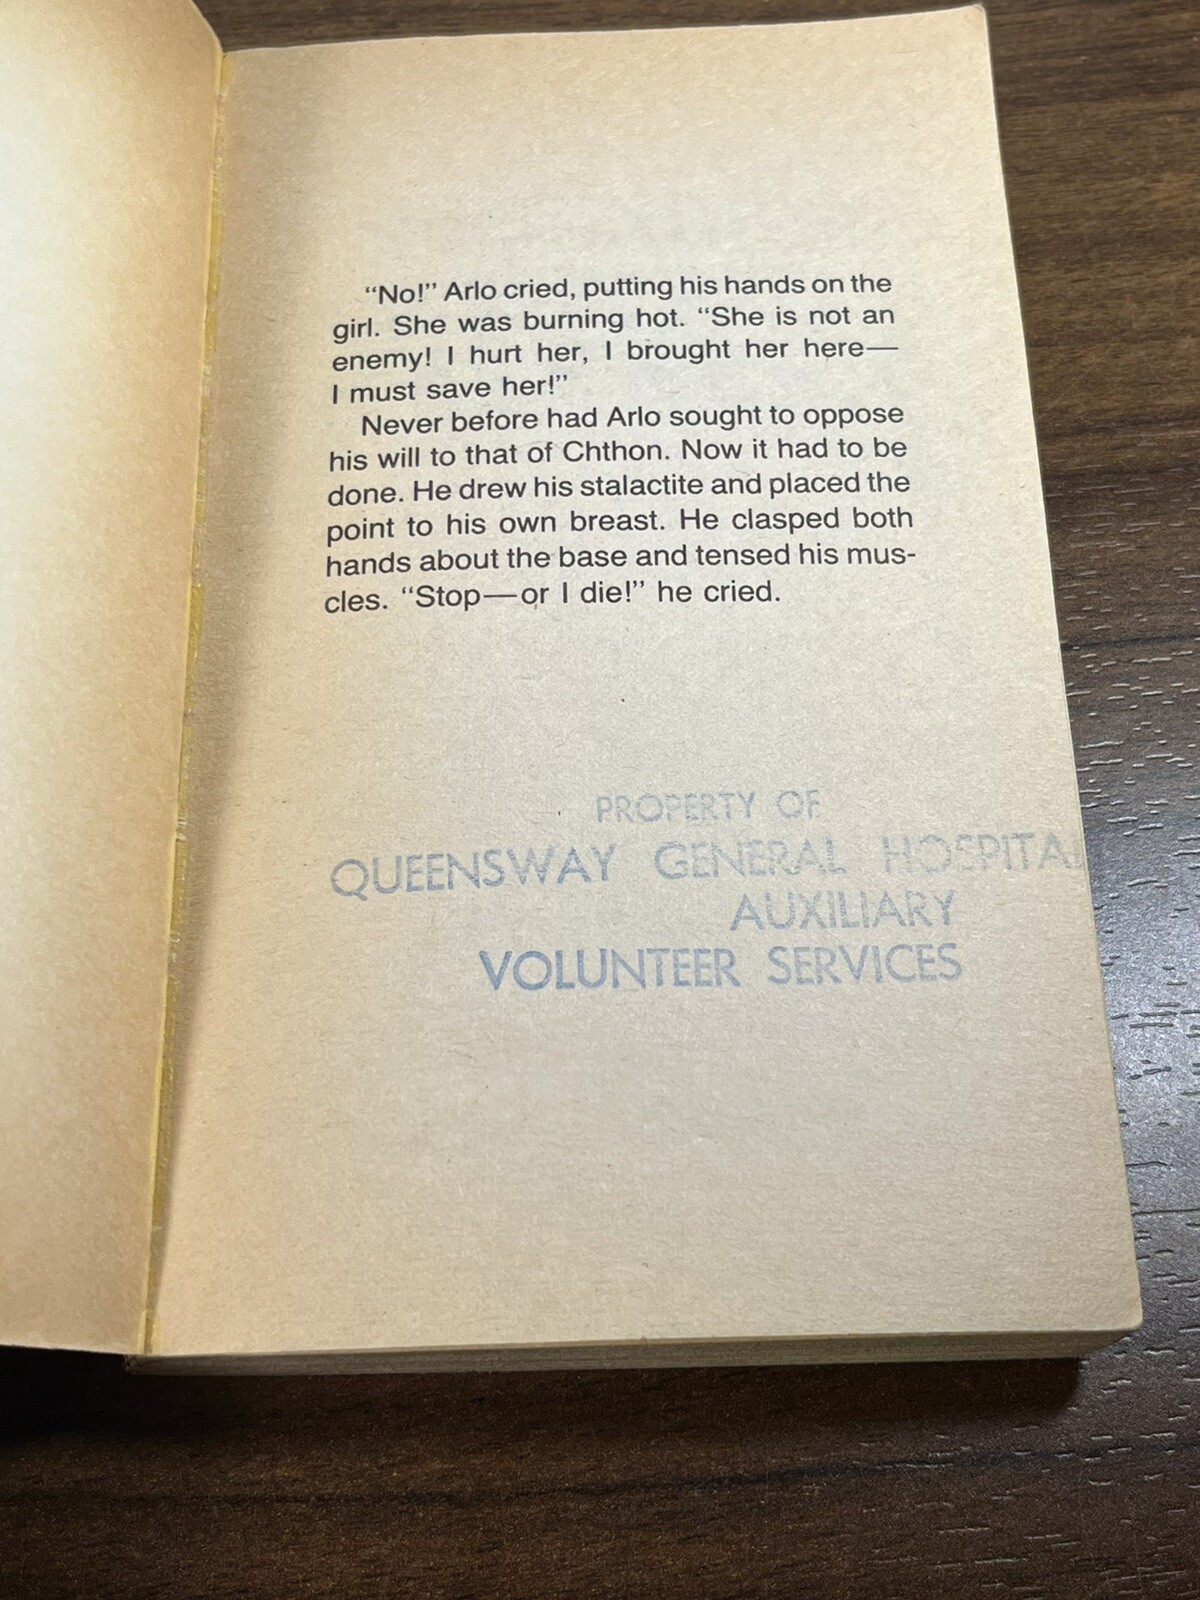 “No!” Arlo cried, putting his hands on the
girl. She was burning hot. “She is not an
enemy! I hurt her, I brought her here—
I must save her!”
Never before had Arlo sought to oppose
his will to that of Chthon. Now it had to be
done. He drew his stalactite and placed the
point to his own breast. He clasped both
hands about the base and tensed his mus-
cles. “Stop—or I die!” he cried.
PROPERTY OF
QUEENSWAY GENERAL HOSPITAL
AUXILIARY
VOLUNTEER SERVICES